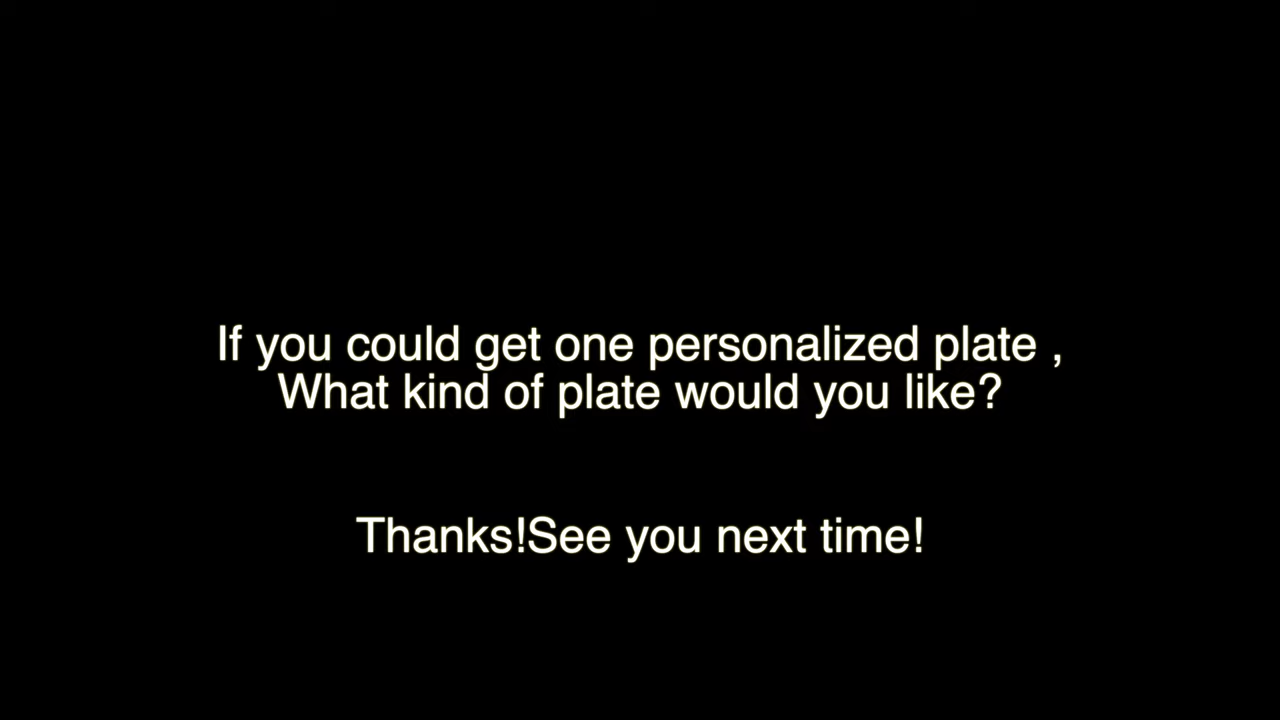 If you could get one personalized plate ,
What kind of plate would you like?
Thanks!See you next time!